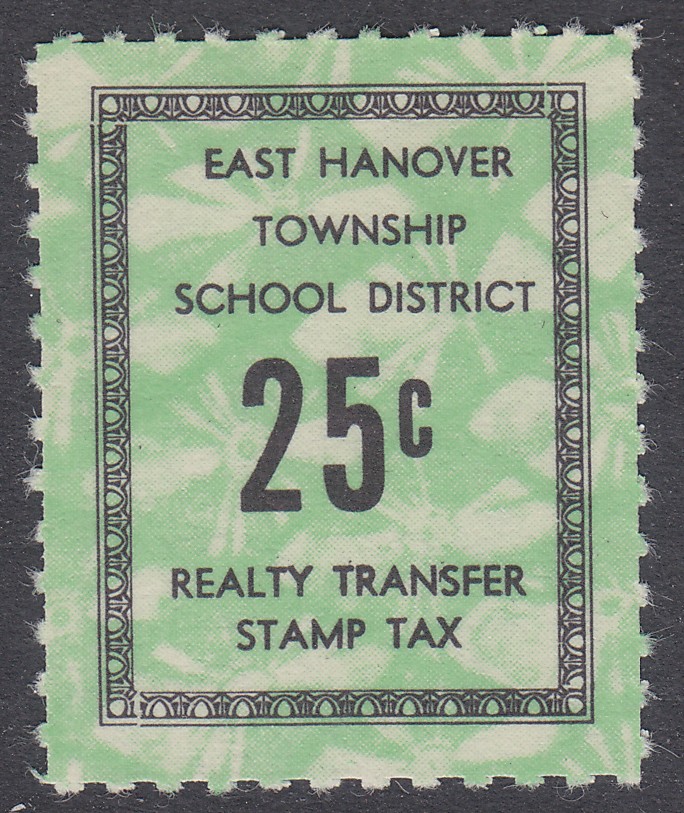 EAST HANOVER
TOWNSHIP
SCHOOL DISTRICT
25c
REALTY TRANSFER
STAMP TAX